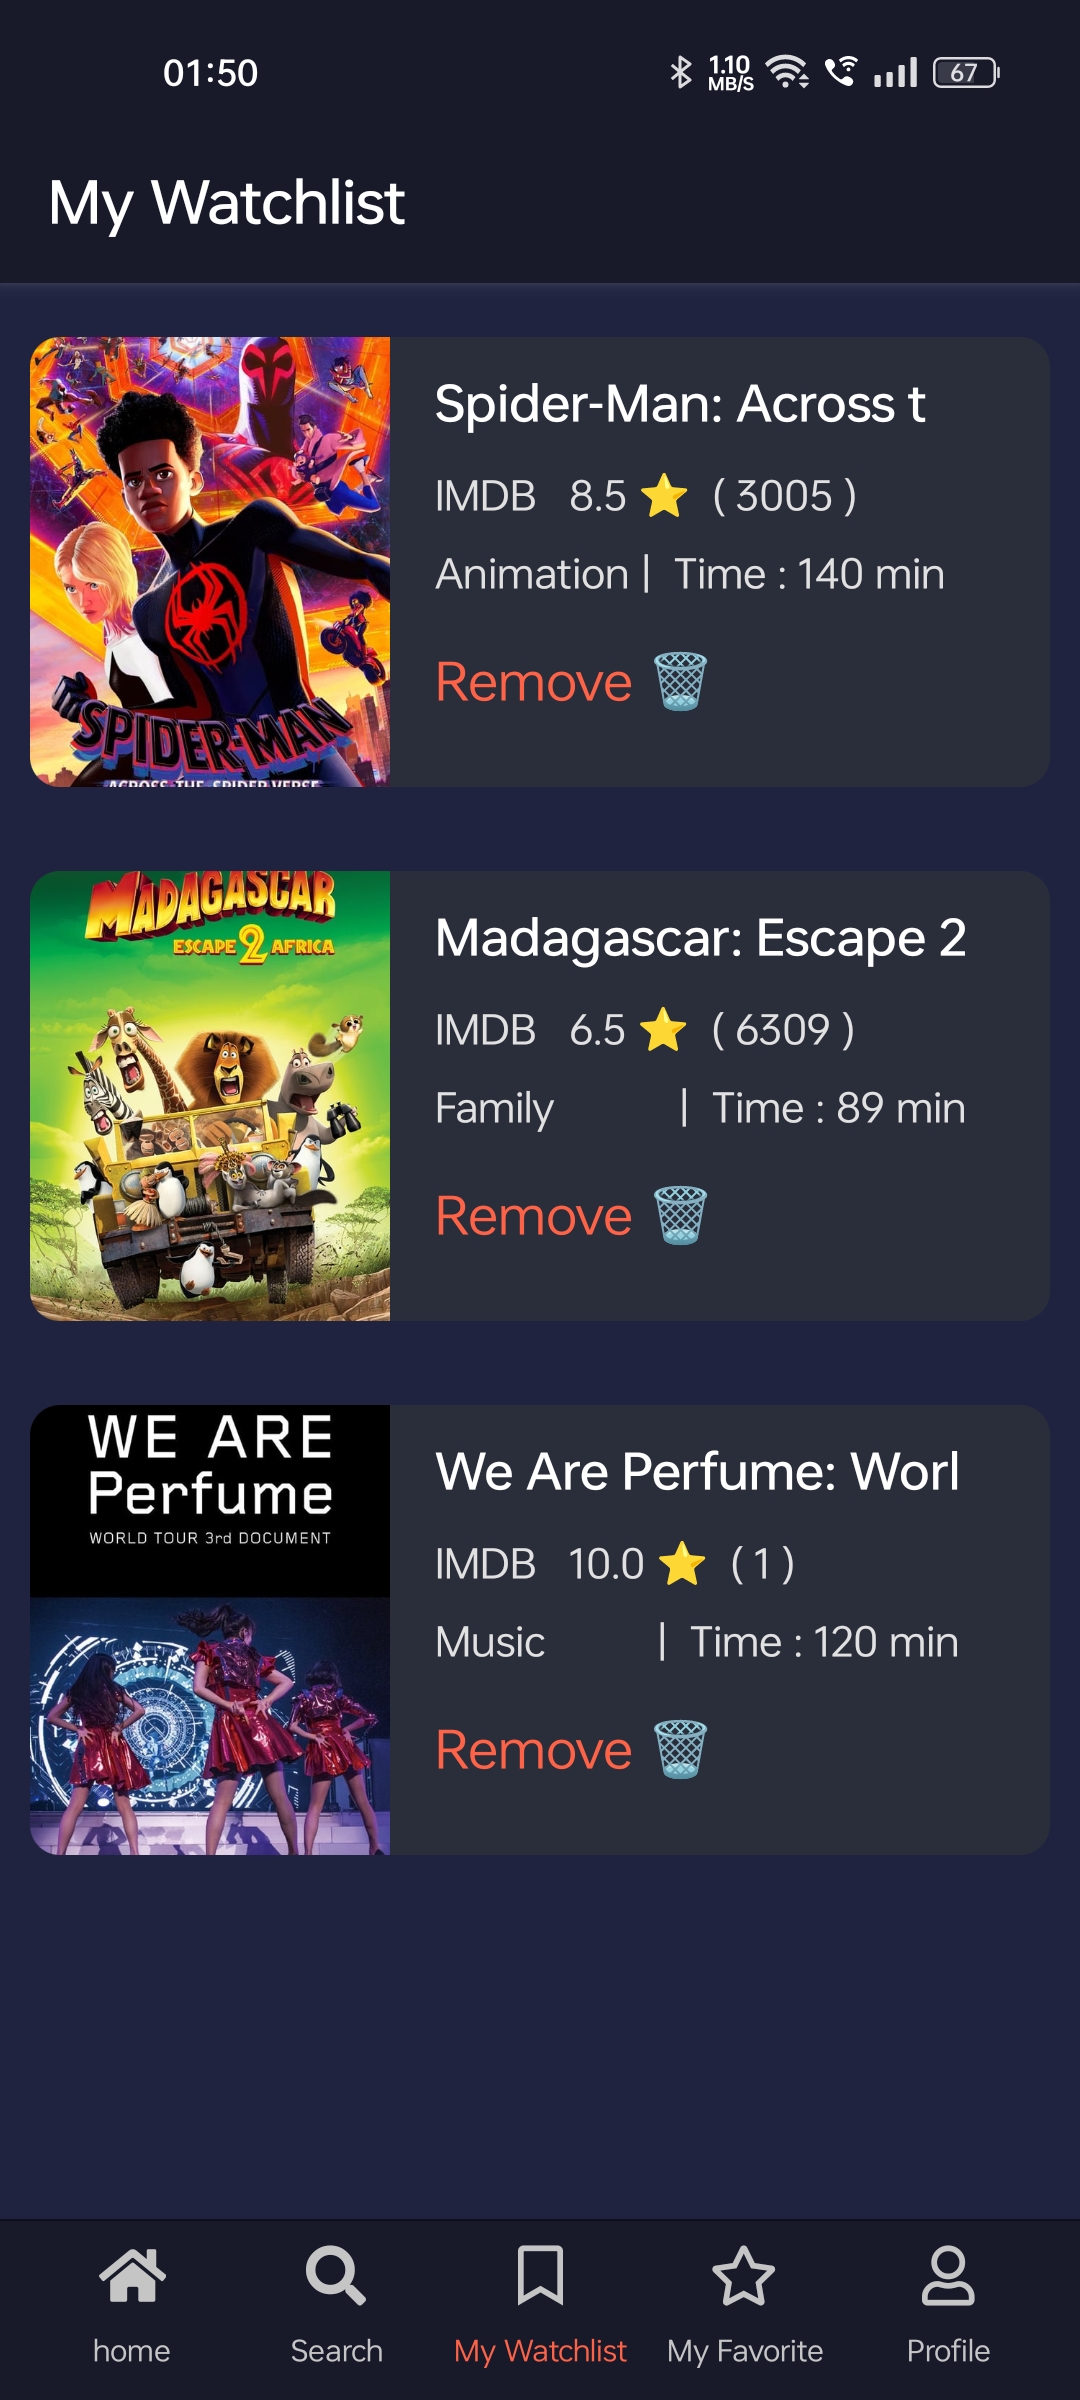 01:50
1.10
MB/S
67
My Watchlist
Spider-Man: Across t
IMDB 8.5 ⭐ ( 3005 )
Animation | Time : 140 min
Remove 🗑️
SPIDER-MAN
ACROSS THE SPIDER-VERSE
MADAGASCAR
ESCAPE 2 AFRICA
Madagascar: Escape 2
IMDB 6.5 ⭐ ( 6309 )
Family | Time : 89 min
Remove 🗑️
WE ARE
Perfume
WORLD TOUR 3rd DOCUMENT
We Are Perfume: Worl
IMDB 10.0 ⭐ ( 1 )
Music | Time : 120 min
Remove 🗑️
home
Search
My Watchlist
My Favorite
Profile